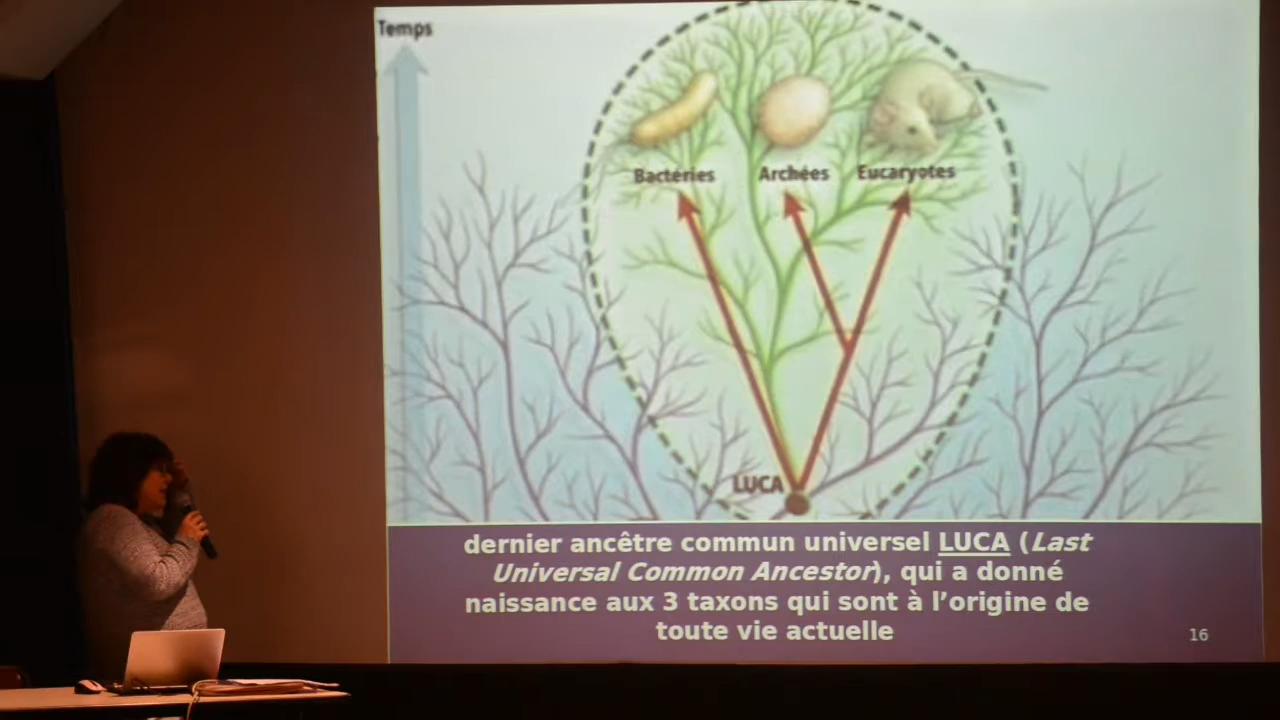 Temps
Bactéries Archées Eucaryotes
LUCA
dernier ancêtre commun universel LUCA (Last
Universal Common Ancestor), qui a donné
naissance aux 3 taxons qui sont à l’origine de
toute vie actuelle
16